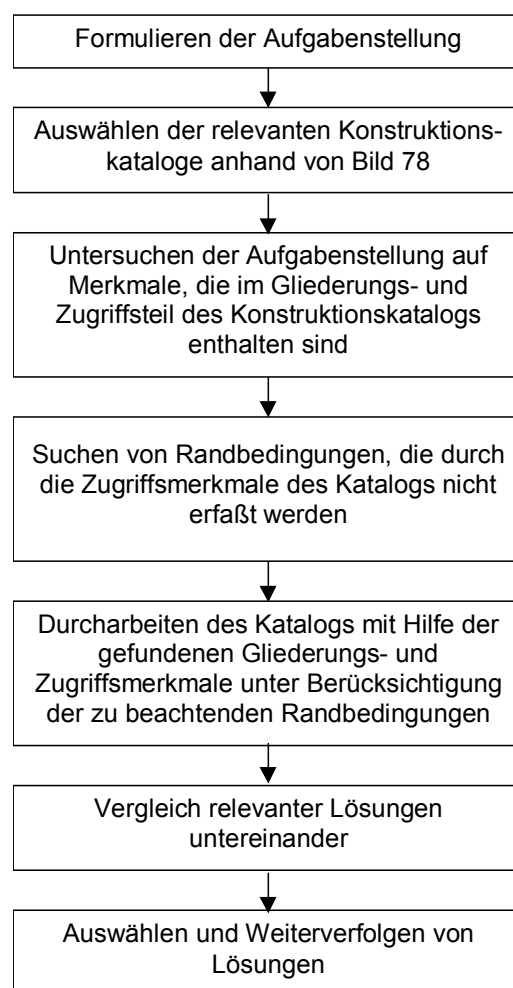 Formulieren der Aufgabenstellung
Auswählen der relevanten Konstruktions-
kataloge anhand von Bild 78
Untersuchen der Aufgabenstellung auf
Merkmale, die im Gliederungs- und
Zugriffsteil des Konstruktionskatalogs
enthalten sind
Suchen von Randbedingungen, die durch
die Zugriffsmerkmale des Katalogs nicht
erfaßt werden
Durcharbeiten des Katalogs mit Hilfe der
gefundenen Gliederungs- und
Zugriffsmerkmale unter Berücksichtigung
der zu beachtenden Randbedingungen
Vergleich relevanter Lösungen
untereinander
Auswählen und Weiterverfolgen von
Lösungen